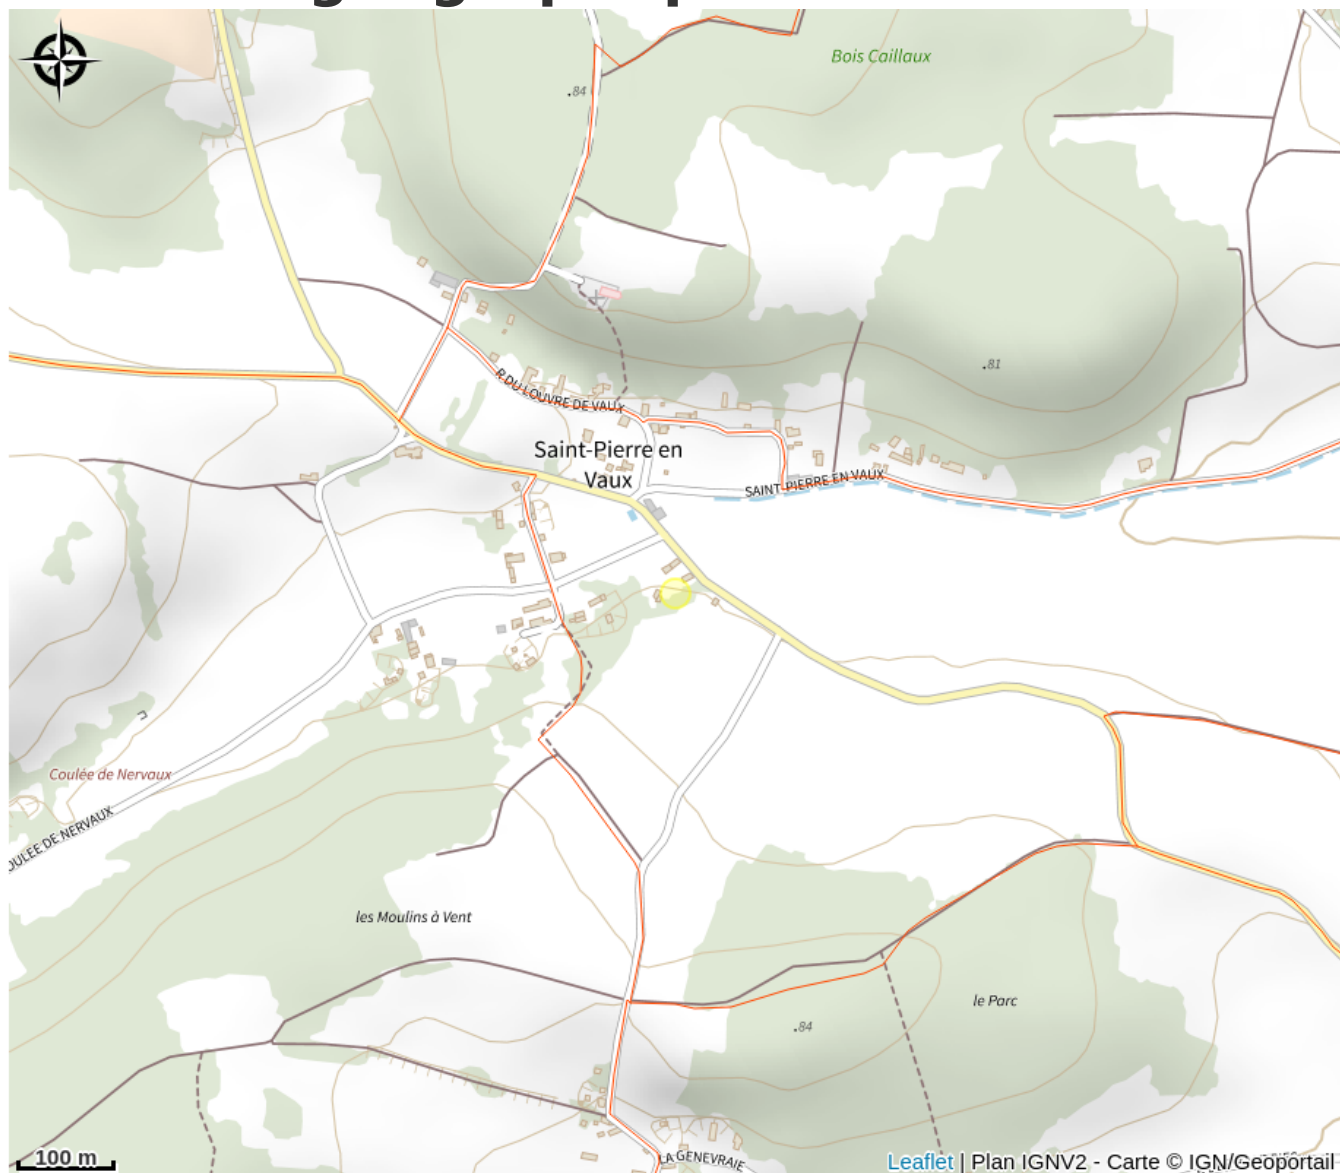 Bois Caillaux
.84
.81
R DU LOUVRE DE VAUX
Saint-Pierre en
Vaux
SAINT-PIERRE EN VAUX
Coulée de Nervaux
OULEE DE NERVAUX
les Moulins à Vent
le Parc
.84
LA GENEVRAIE
100 m
Leaflet | Plan IGNV2 - Carte © IGN/Geoportail